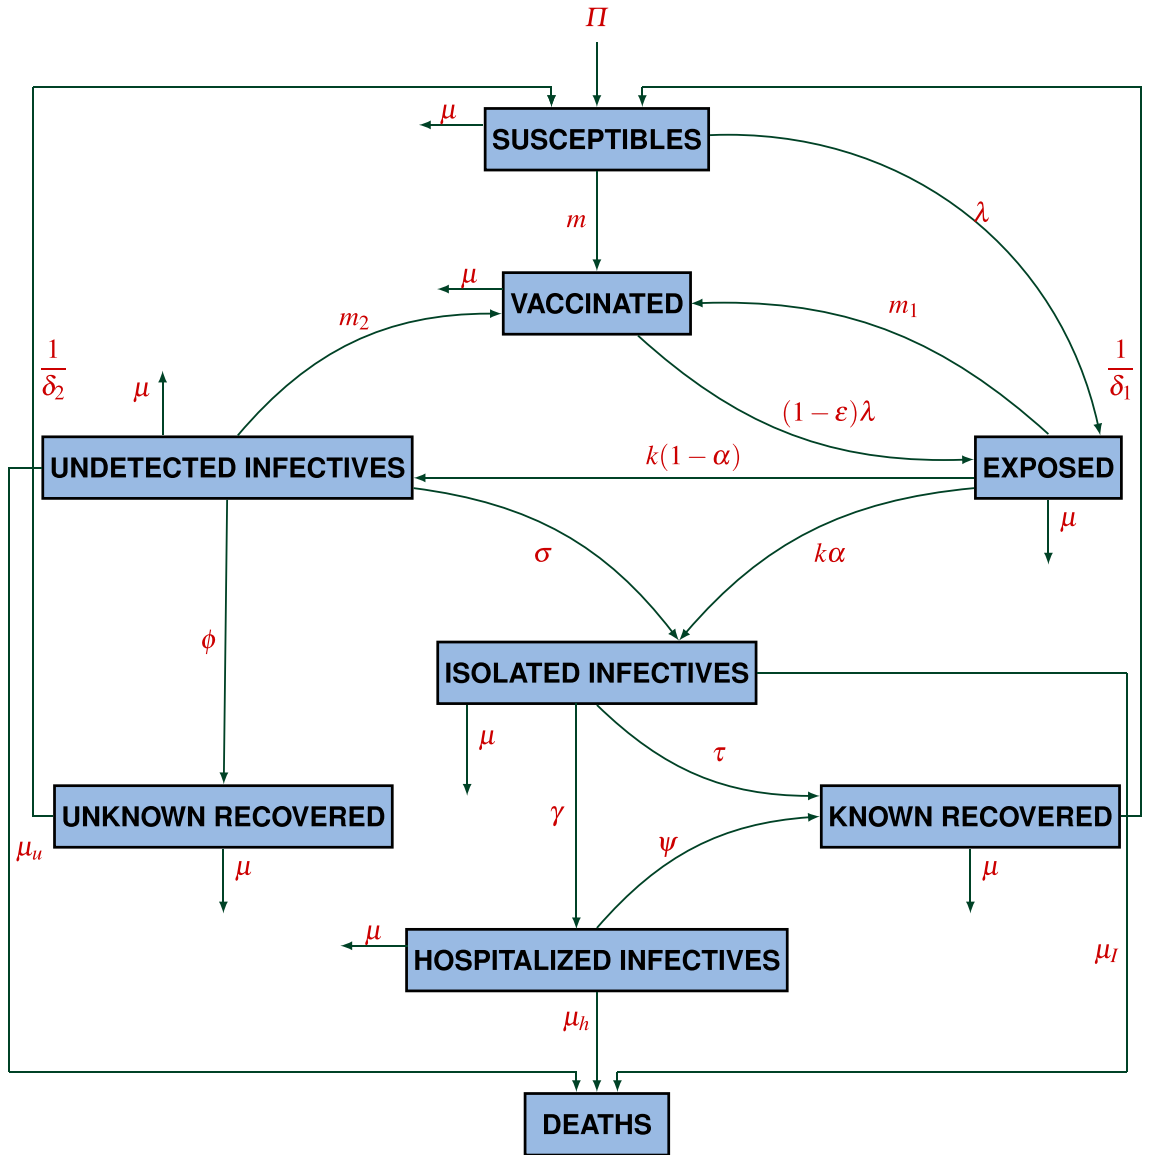 Π
μ
SUSCEPTIBLES
λ
m
μ
VACCINATED
m₁
m₂
1/δ₂
1/δ₁
μ
(1−ε)λ
k(1−α)
UNDETECTED INFECTIVES
EXPOSED
μ
σ
kα
ϕ
ISOLATED INFECTIVES
μ
τ
UNKNOWN RECOVERED
γ
KNOWN RECOVERED
ψ
μᵤ
μ
μ
μ
HOSPITALIZED INFECTIVES
μ_I
μₕ
DEATHS